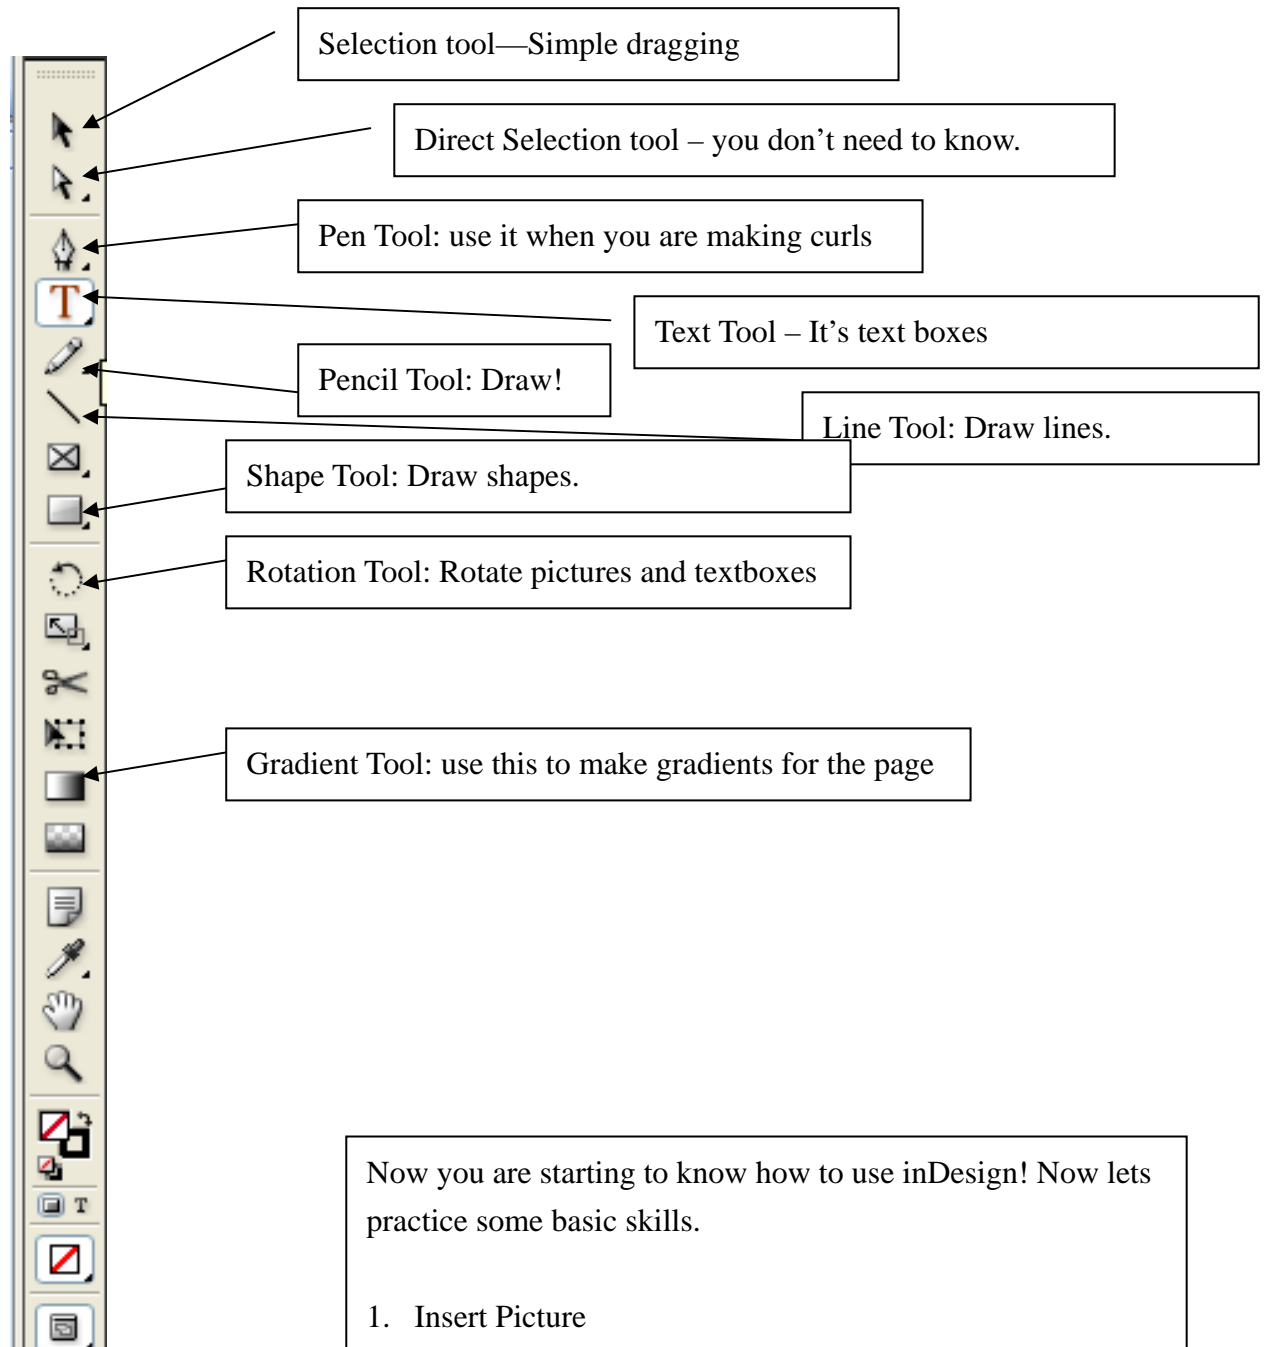 Selection tool—Simple dragging
Direct Selection tool – you don’t need to know.
Pen Tool: use it when you are making curls
T
Text Tool – It’s text boxes
Pencil Tool: Draw!
Line Tool: Draw lines.
Shape Tool: Draw shapes.
Rotation Tool: Rotate pictures and textboxes
Gradient Tool: use this to make gradients for the page
Now you are starting to know how to use inDesign! Now lets
practice some basic skills.
1. Insert Picture
T